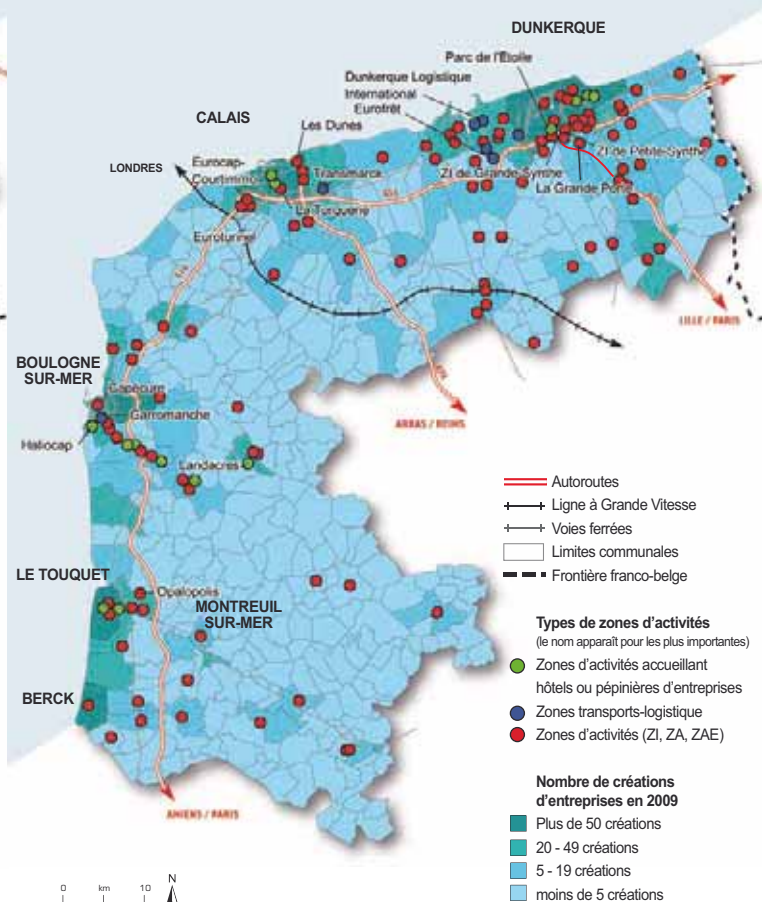 DUNKERQUE
Parc de l'Étoile
Dunkerque Logistique
International
Eurofrêt
CALAIS
Les Dunes
LONDRES
Eurocap-
Courtimmo
Transmarck
ZI de Petite-Synthe
ZI de Grande-Synthe
La Grande Porte
La Turquerie
Eurotunnel
LILLE / PARIS
BOULOGNE
SUR-MER
Capécure
Garromanche
ARRAS / REIMS
Haliocap
Landacres
LE TOUQUET
Opalopolis
MONTREUIL
SUR-MER
BERCK
AMIENS / PARIS
Autoroutes
Ligne à Grande Vitesse
Voies ferrées
Limites communales
Frontière franco-belge
Types de zones d'activités
(le nom apparaît pour les plus importantes)
Zones d'activités accueillant
hôtels ou pépinières d'entreprises
Zones transports-logistique
Zones d'activités (ZI, ZA, ZAE)
Nombre de créations
d'entreprises en 2009
Plus de 50 créations
20 - 49 créations
5 - 19 créations
moins de 5 créations
0 km 10
N